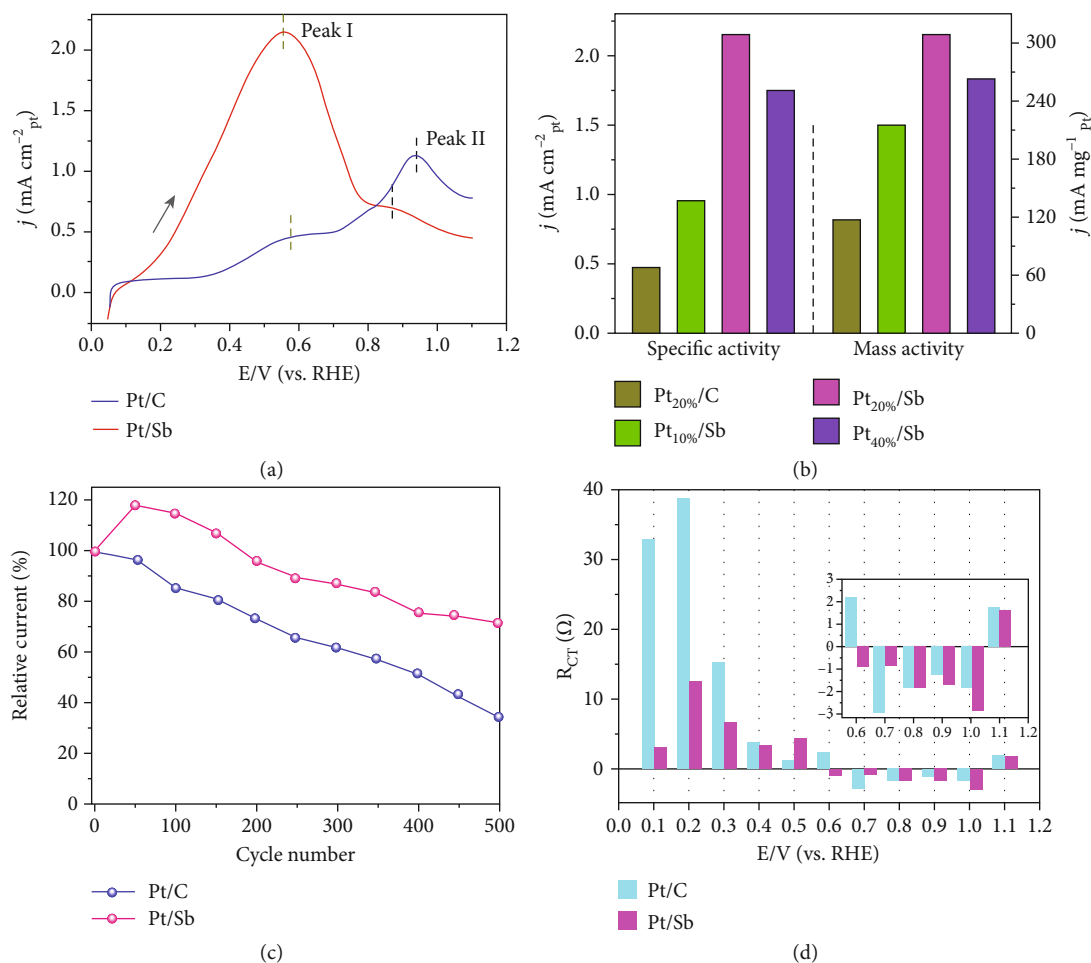 2.0
1.5
1.0
0.5
0.0
j (mA cm⁻²pt)
Peak I
Peak II
0.0 0.2 0.4 0.6 0.8 1.0 1.2
E/V (vs. RHE)
Pt/C
Pt/Sb
(a)
2.0
1.5
1.0
0.5
0.0
j (mA cm⁻²pt)
300
240
180
120
60
0
j (mA mg⁻¹Pt)
Specific activity Mass activity
Pt20%/C Pt20%/Sb
Pt10%/Sb Pt40%/Sb
(b)
120
100
80
60
40
20
0
Relative current (%)
0 100 200 300 400 500
Cycle number
Pt/C
Pt/Sb
(c)
40
30
20
10
0
RCT (Ω)
3
2
1
0
−1
−2
−3
0.6 0.7 0.8 0.9 1.0 1.1 1.2
0.0 0.1 0.2 0.3 0.4 0.5 0.6 0.7 0.8 0.9 1.0 1.1 1.2
E/V (vs. RHE)
Pt/C
Pt/Sb
(d)